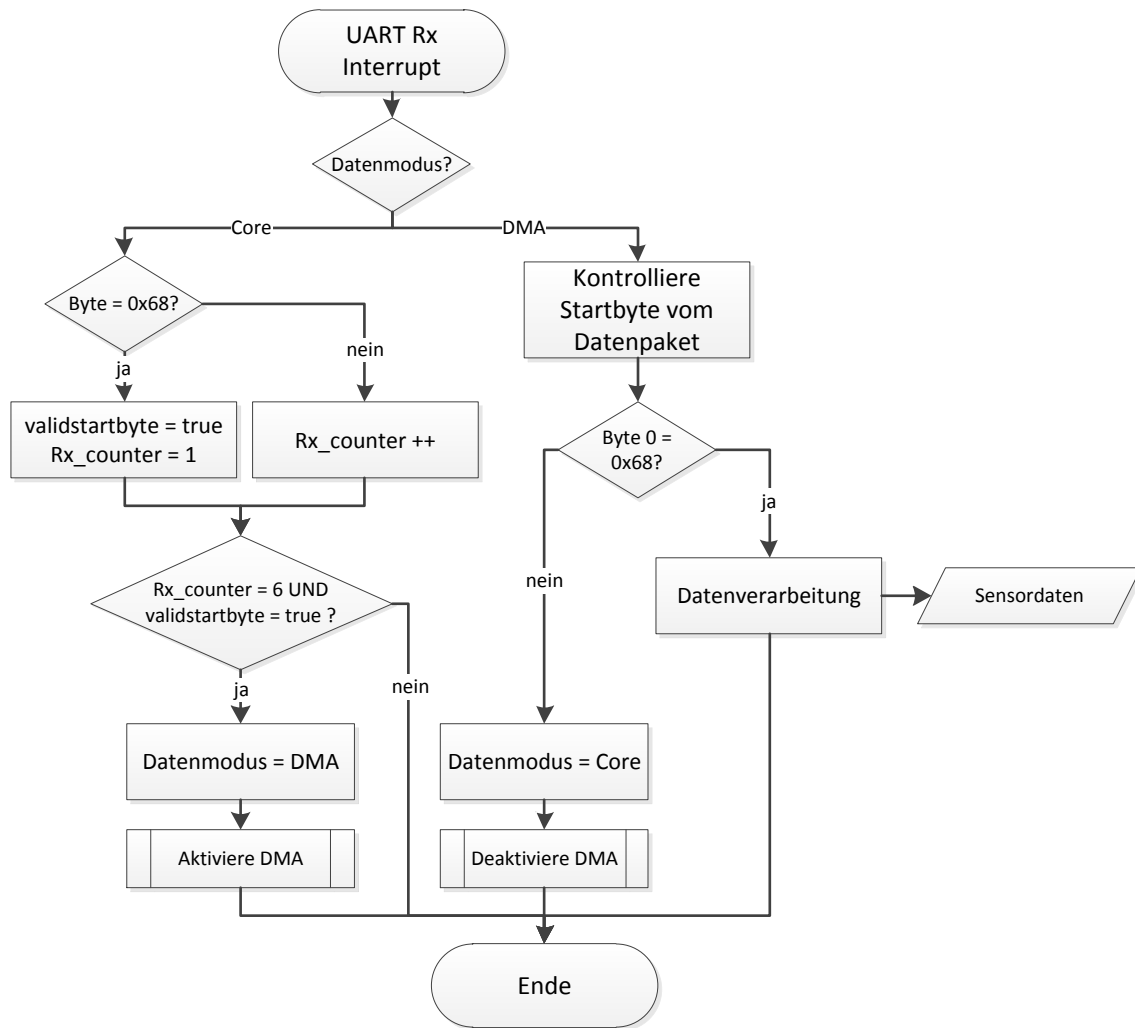 UART Rx
Interrupt
Datenmodus?
Core
DMA
Byte = 0x68?
nein
ja
validstartbyte = true
Rx_counter = 1
Rx_counter ++
Rx_counter = 6 UND
validstartbyte = true ?
ja
nein
Datenmodus = DMA
Aktiviere DMA
Kontrolliere
Startbyte vom
Datenpaket
Byte 0 =
0x68?
nein
ja
Datenverarbeitung
Sensordaten
Datenmodus = Core
Deaktiviere DMA
Ende